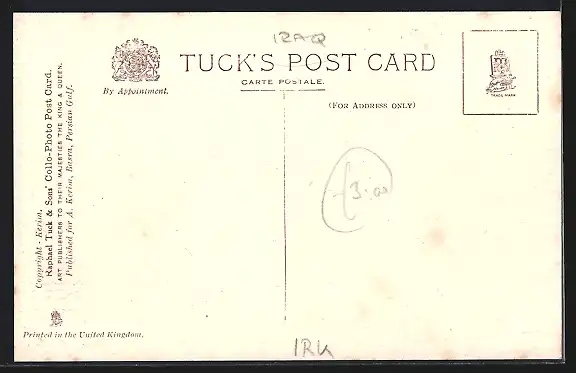 IRAQ
TUCK'S POST CARD
CARTE POSTALE.
By Appointment.
(FOR ADDRESS ONLY)
TRADE MARK
£3.00
Copyright - Kerim.
Raphael Tuck & Sons' Collo-Photo Post Card.
ART PUBLISHERS TO THEIR MAJESTIES THE KING & QUEEN.
Published for A. Kerim, Basra, Persian Gulf.
Printed in the United Kingdom.
IRK